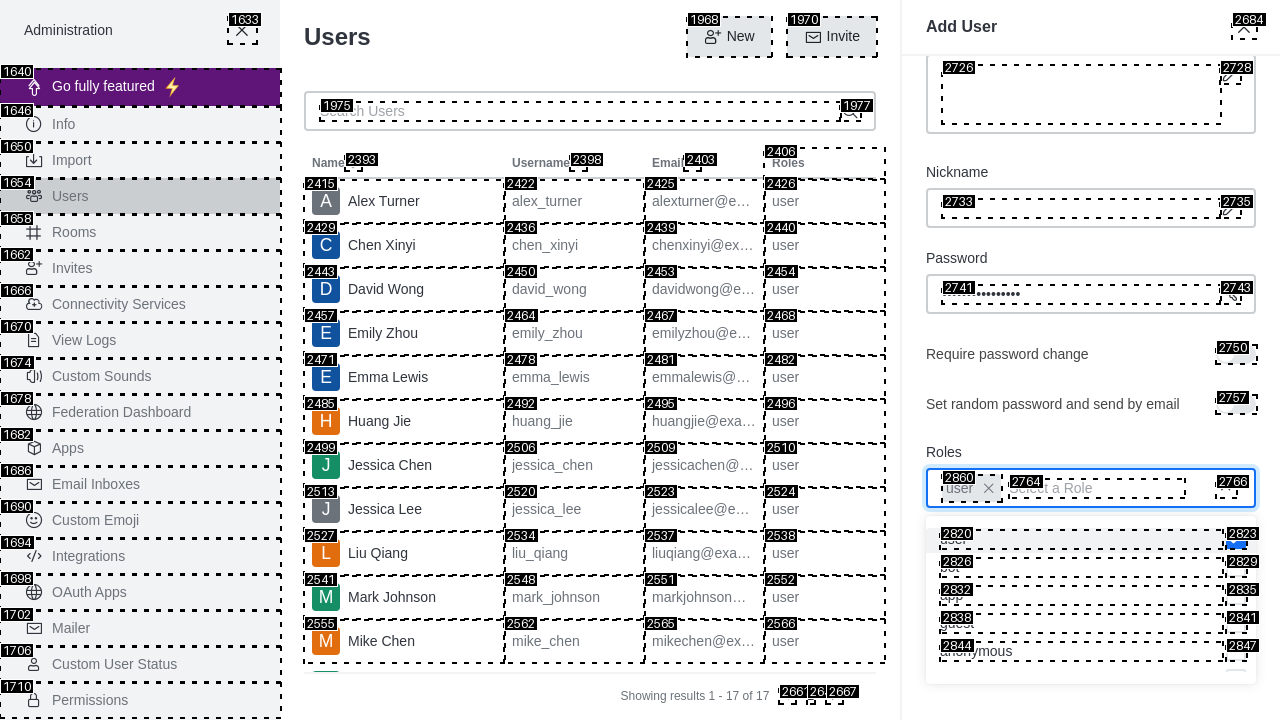 Administration
1633
1640
Go fully featured ⚡
1646
Info
1650
Import
1654
Users
1658
Rooms
1662
Invites
1666
Connectivity Services
1670
View Logs
1674
Custom Sounds
1678
Federation Dashboard
1682
Apps
1686
Email Inboxes
1690
Custom Emoji
1694
Integrations
1698
OAuth Apps
1702
Mailer
1706
Custom User Status
1710
Permissions
Users
1968 New
1970 Invite
1975 Search Users 1977
Name 2393 Username 2398 Email 2403 2406 Roles
2415 2422 2425 2426
A Alex Turner alex_turner alexturner@e… user
2429 2436 2439 2440
C Chen Xinyi chen_xinyi chenxinyi@ex… user
2443 2450 2453 2454
D David Wong david_wong davidwong@e… user
2457 2464 2467 2468
E Emily Zhou emily_zhou emilyzhou@e… user
2471 2478 2481 2482
E Emma Lewis emma_lewis emmalewis@… user
2485 2492 2495 2496
H Huang Jie huang_jie huangjie@exa… user
2499 2506 2509 2510
J Jessica Chen jessica_chen jessicachen@… user
2513 2520 2523 2524
J Jessica Lee jessica_lee jessicalee@e… user
2527 2534 2537 2538
L Liu Qiang liu_qiang liuqiang@exa… user
2541 2548 2551 2552
M Mark Johnson mark_johnson markjohnson… user
2555 2562 2565 2566
M Mike Chen mike_chen mikechen@ex… user
Showing results 1 - 17 of 17
2667
Add User
2684
2726 2728
Nickname
2733 2735
Password
2741 2743
Require password change 2750
Set random password and send by email 2757
Roles
2860 user 2764 Select a Role 2766
2820 user 2823
2826 bot 2829
2832 app 2835
2838 guest 2841
2844 anonymous 2847